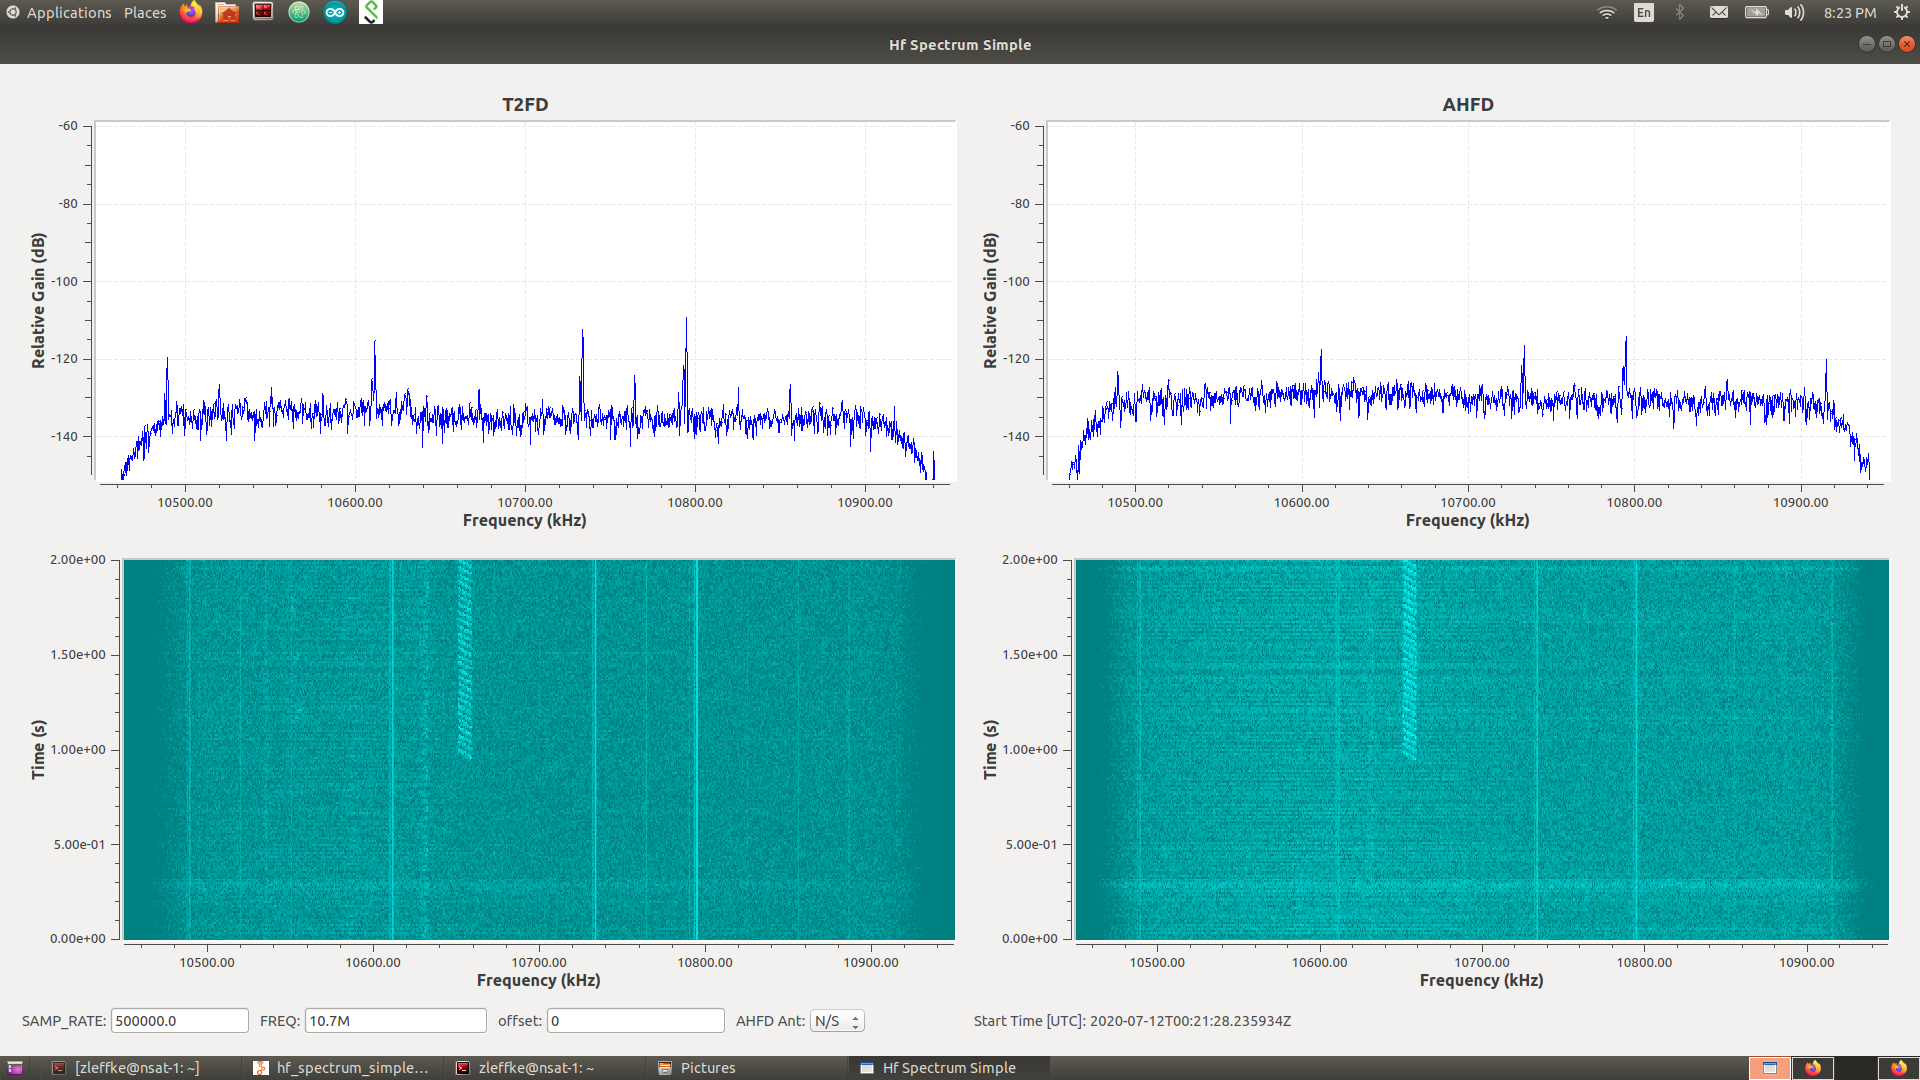 Applications Places En 8:23 PM
Hf Spectrum Simple
T2FD
-60
-80
-100
-120
-140
Relative Gain (dB)
10500.00 10600.00 10700.00 10800.00 10900.00
Frequency (kHz)
AHFD
-60
-80
-100
-120
-140
Relative Gain (dB)
10500.00 10600.00 10700.00 10800.00 10900.00
Frequency (kHz)
2.00e+00
1.50e+00
1.00e+00
5.00e-01
0.00e+00
Time (s)
10500.00 10600.00 10700.00 10800.00 10900.00
Frequency (kHz)
2.00e+00
1.50e+00
1.00e+00
5.00e-01
0.00e+00
Time (s)
10500.00 10600.00 10700.00 10800.00 10900.00
Frequency (kHz)
SAMP_RATE: 500000.0 FREQ: 10.7M offset: 0 AHFD Ant: N/S Start Time [UTC]: 2020-07-12T00:21:28.235934Z
[zleffke@nsat-1: ~] hf_spectrum_simple... zleffke@nsat-1: ~ Pictures Hf Spectrum Simple